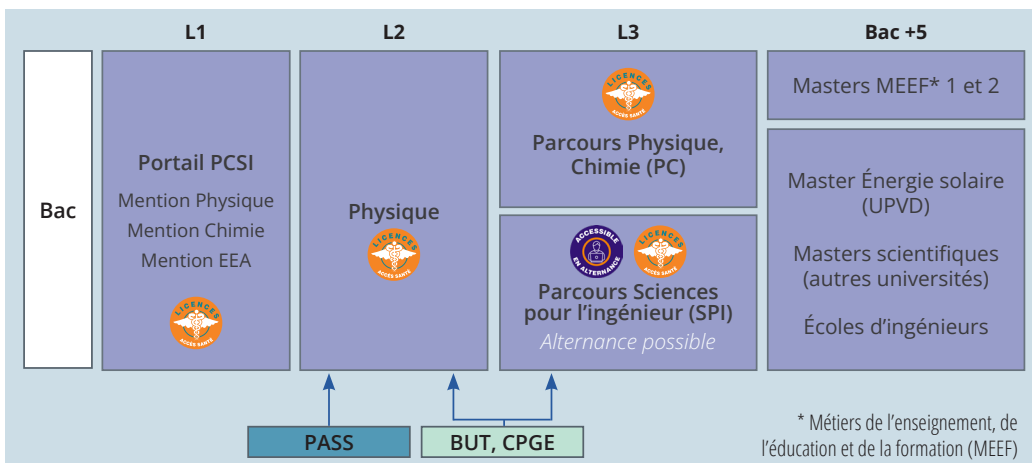 L1
L2
L3
Bac +5
Bac
Portail PCSI
Mention Physique
Mention Chimie
Mention EEA
LICENCES
ACCÈS SANTÉ
Physique
LICENCES
ACCÈS SANTÉ
LICENCES
ACCÈS SANTÉ
Parcours Physique,
Chimie (PC)
ACCESSIBLE
EN ALTERNANCE
LICENCES
ACCÈS SANTÉ
Parcours Sciences
pour l’ingénieur (SPI)
Alternance possible
Masters MEEF* 1 et 2
Master Énergie solaire
(UPVD)
Masters scientifiques
(autres universités)
Écoles d’ingénieurs
PASS
BUT, CPGE
* Métiers de l’enseignement, de
l’éducation et de la formation (MEEF)